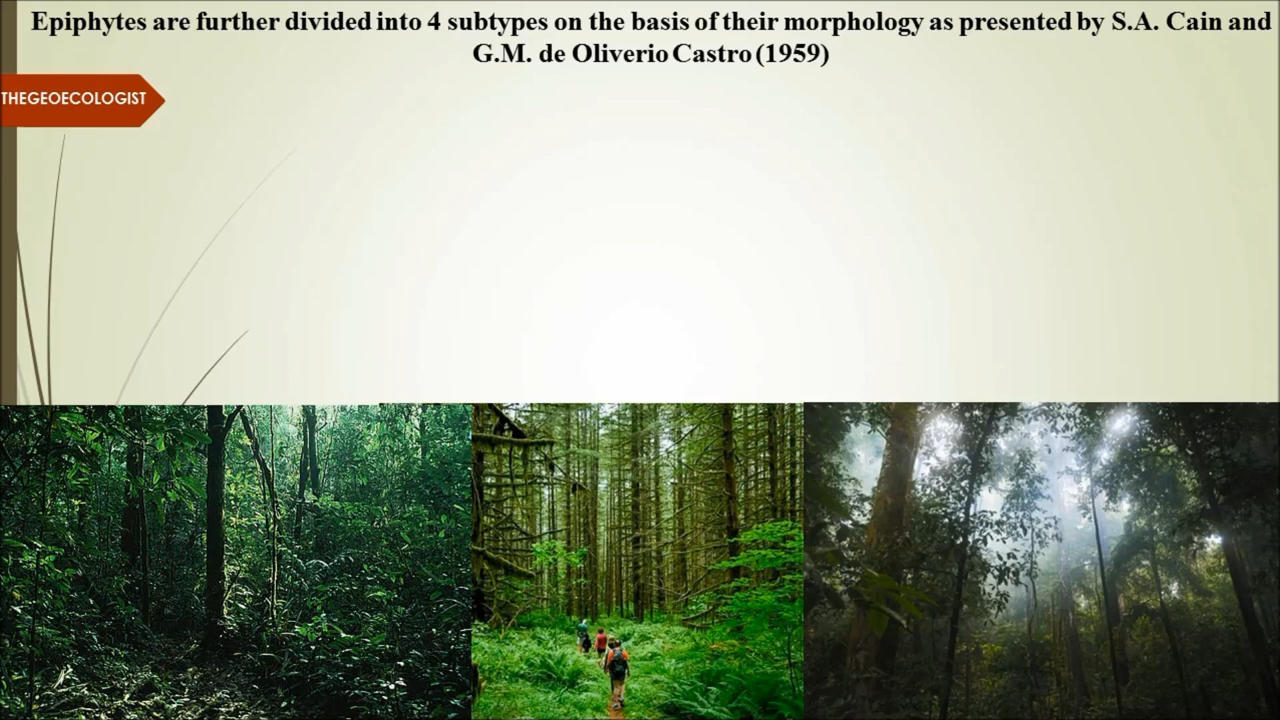 Epiphytes are further divided into 4 subtypes on the basis of their morphology as presented by S.A. Cain and
G.M. de Oliverio Castro (1959)
THEGEOECOLOGIST